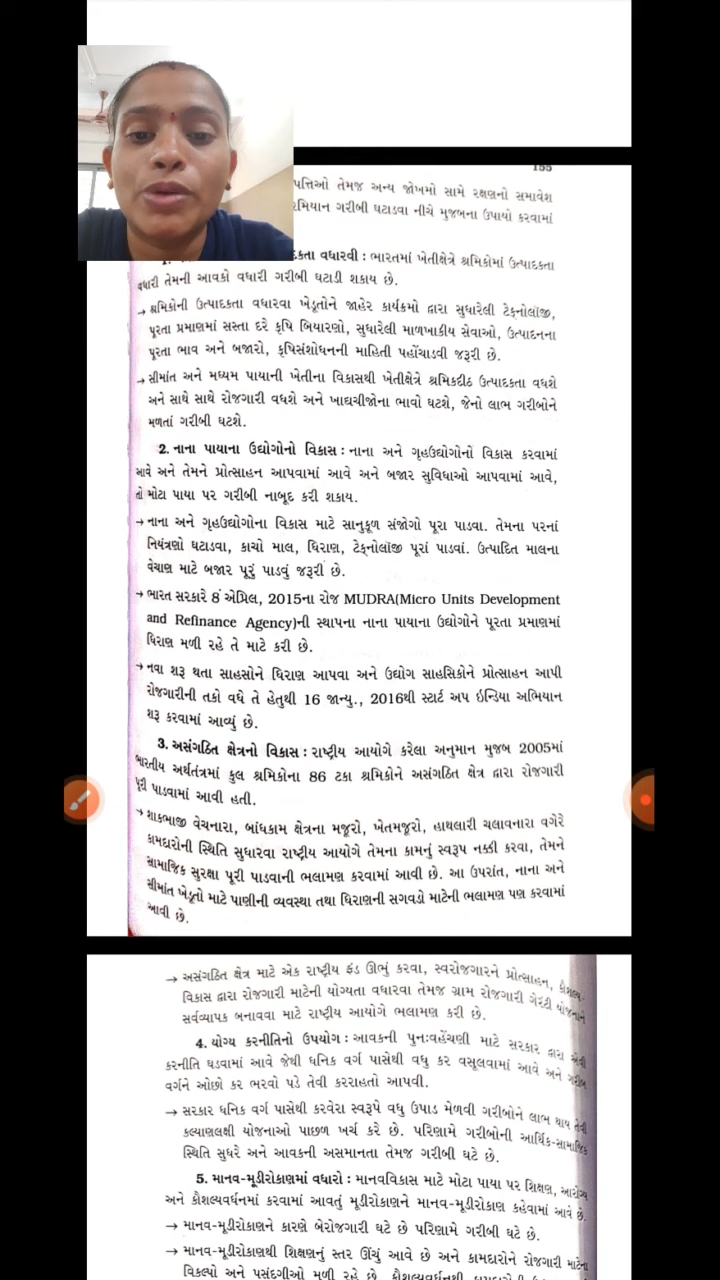 155
પત્તિઓ તેમજ અન્ય જોખમો સામે રક્ષણનો સમાવેશ
મિયાન ગરીબી ઘટાડવા નીચે મુજબના ઉપાયો કરવામાં
કતા વધારવી : ભારતમાં ખેતીક્ષેત્રે શ્રમિકોમાં ઉત્પાદકતા
વધારી તેમની આવકો વધારી ગરીબી ઘટાડી શકાય છે.
→ શ્રમિકોની ઉત્પાદકતા વધારવા ખેડૂતોને જાહેર કાર્યક્રમો દ્વારા સુધારેલી ટેક્નોલૉજી,
પૂરતા પ્રમાણમાં સસ્તા દરે કૃષિ બિયારણો, સુધારેલી માળખાકીય સેવાઓ, ઉત્પાદનના
પૂરતા ભાવ અને બજારો, કૃષિસંશોધનની માહિતી પહોંચાડવી જરૂરી છે.
→ સીમાંત અને મધ્યમ પાયાની ખેતીના વિકાસથી ખેતીક્ષેત્રે શ્રમિકદીઠ ઉત્પાદકતા વધશે
અને સાથે સાથે રોજગારી વધશે અને ખાદ્યચીજોના ભાવો ઘટશે, જેનો લાભ ગરીબોને
મળતાં ગરીબી ઘટશે.
2. નાના પાયાના ઉદ્યોગોનો વિકાસ : નાના અને ગૃહઉદ્યોગોનો વિકાસ કરવામાં
આવે અને તેમને પ્રોત્સાહન આપવામાં આવે અને બજાર સુવિધાઓ આપવામાં આવે,
તો મોટા પાયા પર ગરીબી નાબૂદ કરી શકાય.
→ નાના અને ગૃહઉદ્યોગોના વિકાસ માટે સાનુકૂળ સંજોગો પૂરા પાડવા. તેમના પરનાં
નિયંત્રણો ઘટાડવા, કાચો માલ, ધિરાણ, ટેક્નોલૉજી પૂરાં પાડવાં. ઉત્પાદિત માલના
વેચાણ માટે બજાર પૂરું પાડવું જરૂરી છે.
→ ભારત સરકારે 8 એપ્રિલ, 2015ના રોજ MUDRA(Micro Units Development
and Refinance Agency)ની સ્થાપના નાના પાયાના ઉદ્યોગોને પૂરતા પ્રમાણમાં
ધિરાણ મળી રહે તે માટે કરી છે.
→ નવા શરૂ થતા સાહસોને ધિરાણ આપવા અને ઉદ્યોગ સાહસિકોને પ્રોત્સાહન આપી
રોજગારીની તકો વધે તે હેતુથી 16 જાન્યુ., 2016થી સ્ટાર્ટ અપ ઇન્ડિયા અભિયાન
શરૂ કરવામાં આવ્યું છે.
3. અસંગઠિત ક્ષેત્રનો વિકાસ : રાષ્ટ્રીય આયોગે કરેલા અનુમાન મુજબ 2005માં
ભારતીય અર્થતંત્રમાં કુલ શ્રમિકોના 86 ટકા શ્રમિકોને અસંગઠિત ક્ષેત્ર દ્વારા રોજગારી
પૂરી પાડવામાં આવી હતી.
→ શાકભાજી વેચનારા, બાંધકામ ક્ષેત્રના મજૂરો, ખેતમજૂરો, હાથલારી ચલાવનારા વગેરે
કામદારોની સ્થિતિ સુધારવા રાષ્ટ્રીય આયોગે તેમના કામનું સ્વરૂપ નક્કી કરવા, તેમને
સામાજિક સુરક્ષા પૂરી પાડવાની ભલામણ કરવામાં આવી છે. આ ઉપરાંત, નાના અને
સીમાંત ખેડૂતો માટે પાણીની વ્યવસ્થા તથા ધિરાણની સગવડો માટેની ભલામણ પણ કરવામાં
આવી છે.
→ અસંગઠિત ક્ષેત્ર માટે એક રાષ્ટ્રીય ફંડ ઊભું કરવા, સ્વરોજગારને પ્રોત્સાહન, કૌશલ્ય-
વિકાસ દ્વારા રોજગારી માટેની યોગ્યતા વધારવા તેમજ ગ્રામ રોજગારી ગેરંટી યોજનાને
સર્વવ્યાપક બનાવવા માટે રાષ્ટ્રીય આયોગે ભલામણ કરી છે.
4. યોગ્ય કરનીતિનો ઉપયોગ : આવકની પુનઃવહેંચણી માટે સરકાર દ્વારા એવી
કરનીતિ ઘડવામાં આવે જેથી ધનિક વર્ગ પાસેથી વધુ કર વસૂલવામાં આવે અને ગરીબ
વર્ગને ઓછો કર ભરવો પડે તેવી કરરાહતો આપવી.
→ સરકાર ધનિક વર્ગ પાસેથી કરવેરા સ્વરૂપે વધુ ઉપાડ મેળવી ગરીબોને લાભ થાય તેવી
કલ્યાણલક્ષી યોજનાઓ પાછળ ખર્ચ કરે છે. પરિણામે ગરીબોની આર્થિક-સામાજિક
સ્થિતિ સુધરે અને આવકની અસમાનતા તેમજ ગરીબી ઘટે છે.
5. માનવ-મૂડીરોકાણમાં વધારો : માનવવિકાસ માટે મોટા પાયા પર શિક્ષણ, આરોગ્ય
અને કૌશલ્યવર્ધનમાં કરવામાં આવતું મૂડીરોકાણને માનવ-મૂડીરોકાણ કહેવામાં આવે છે.
→ માનવ-મૂડીરોકાણને કારણે બેરોજગારી ઘટે છે પરિણામે ગરીબી ઘટે છે.
→ માનવ-મૂડીરોકાણથી શિક્ષણનું સ્તર ઊંચું આવે છે અને કામદારોને રોજગારી માટેના
વિકલ્પો અને પસંદગીઓ મળી રહે છે.